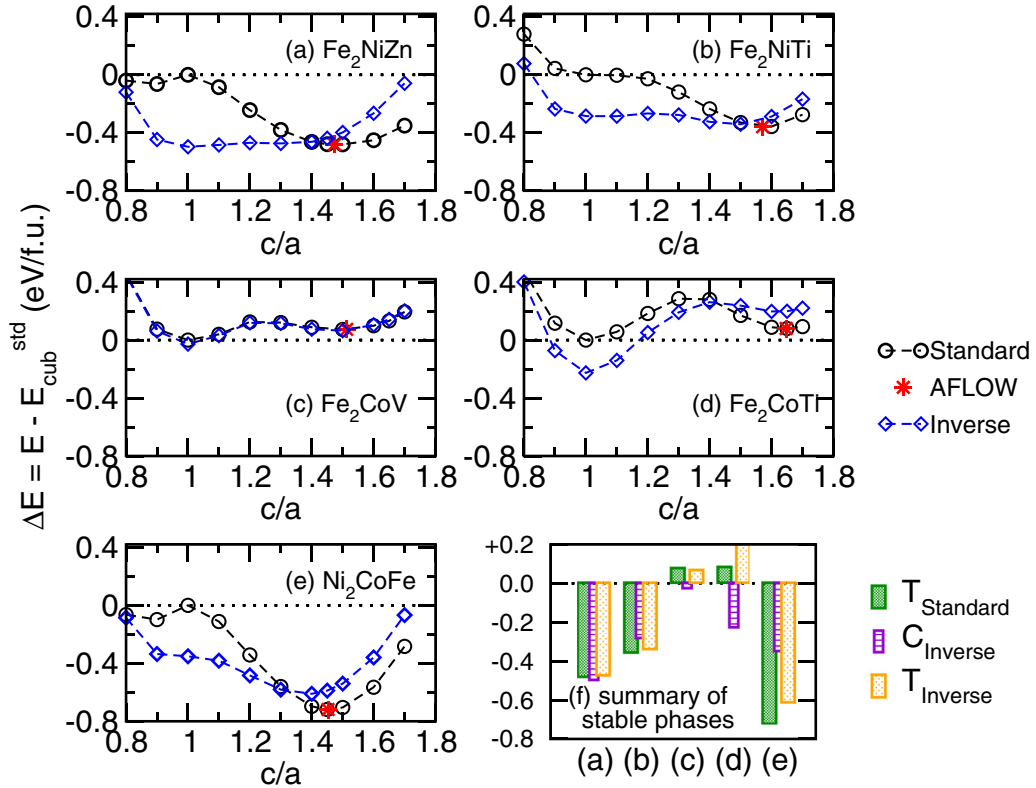 ΔE = E - E_cub^std (eV/f.u.)
0.4
0
-0.4
-0.8
(a) Fe₂NiZn
0.8 1 1.2 1.4 1.6 1.8
c/a
0.4
0
-0.4
-0.8
(b) Fe₂NiTi
0.8 1 1.2 1.4 1.6 1.8
c/a
0.4
0
-0.4
-0.8
(c) Fe₂CoV
0.8 1 1.2 1.4 1.6 1.8
c/a
0.4
0
-0.4
-0.8
(d) Fe₂CoTi
0.8 1 1.2 1.4 1.6 1.8
c/a
Standard
AFLOW
Inverse
0.4
0
-0.4
-0.8
(e) Ni₂CoFe
0.8 1 1.2 1.4 1.6 1.8
c/a
+0.2
0.0
-0.2
-0.4
-0.6
-0.8
(f) summary of
stable phases
(a) (b) (c) (d) (e)
T_Standard
C_Inverse
T_Inverse